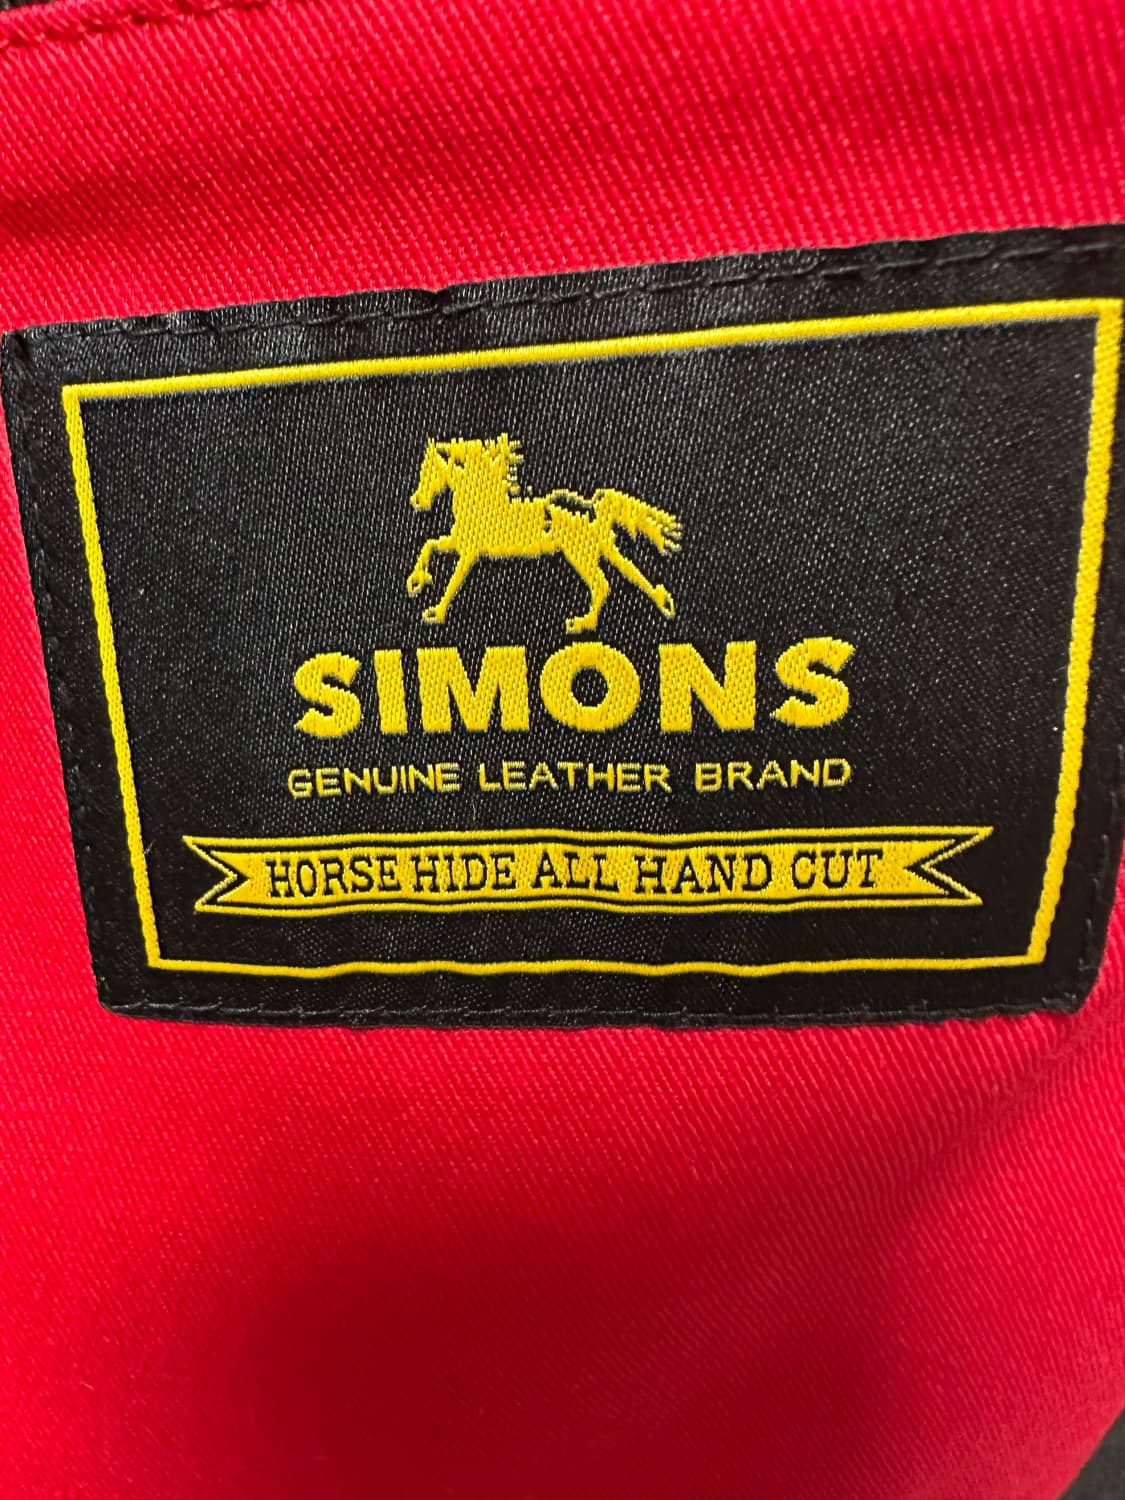 SIMONS
GENUINE LEATHER BRAND
HORSE HIDE ALL HAND CUT